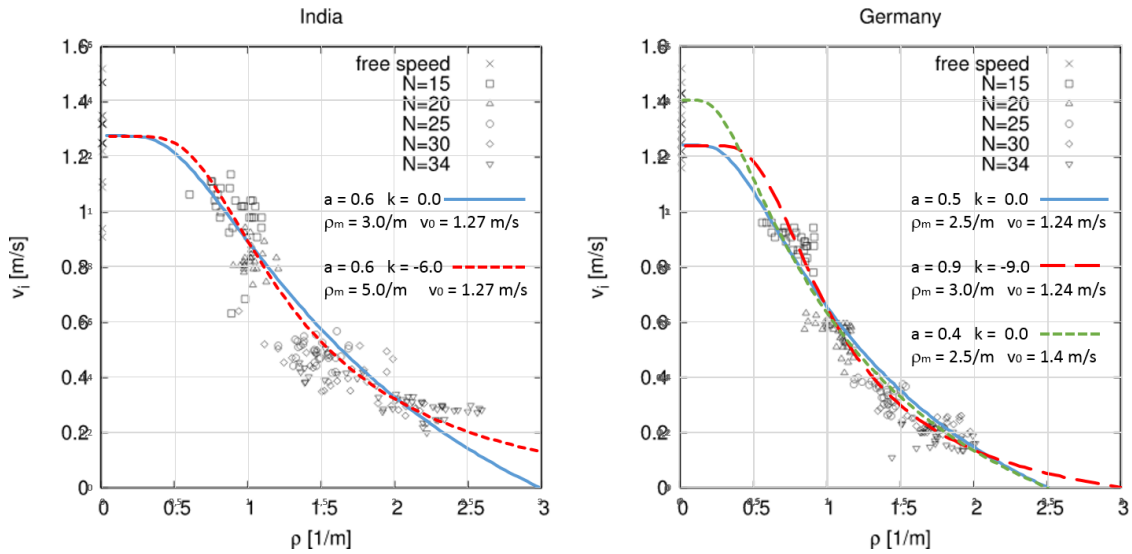 India
1.6
1.4
1.2
1
0.8
0.6
0.4
0.2
0
0
0.5
1
1.5
2
2.5
3
vi [m/s]
ρ [1/m]
free speed
N=15
N=20
N=25
N=30
N=34
a = 0.6 k = 0.0
ρm = 3.0/m v0 = 1.27 m/s
a = 0.6 k = -6.0
ρm = 5.0/m v0 = 1.27 m/s
Germany
1.6
1.4
1.2
1
0.8
0.6
0.4
0.2
0
0
0.5
1
1.5
2
2.5
3
vi [m/s]
ρ [1/m]
free speed
N=15
N=20
N=25
N=30
N=34
a = 0.5 k = 0.0
ρm = 2.5/m v0 = 1.24 m/s
a = 0.9 k = -9.0
ρm = 3.0/m v0 = 1.24 m/s
a = 0.4 k = 0.0
ρm = 2.5/m v0 = 1.4 m/s